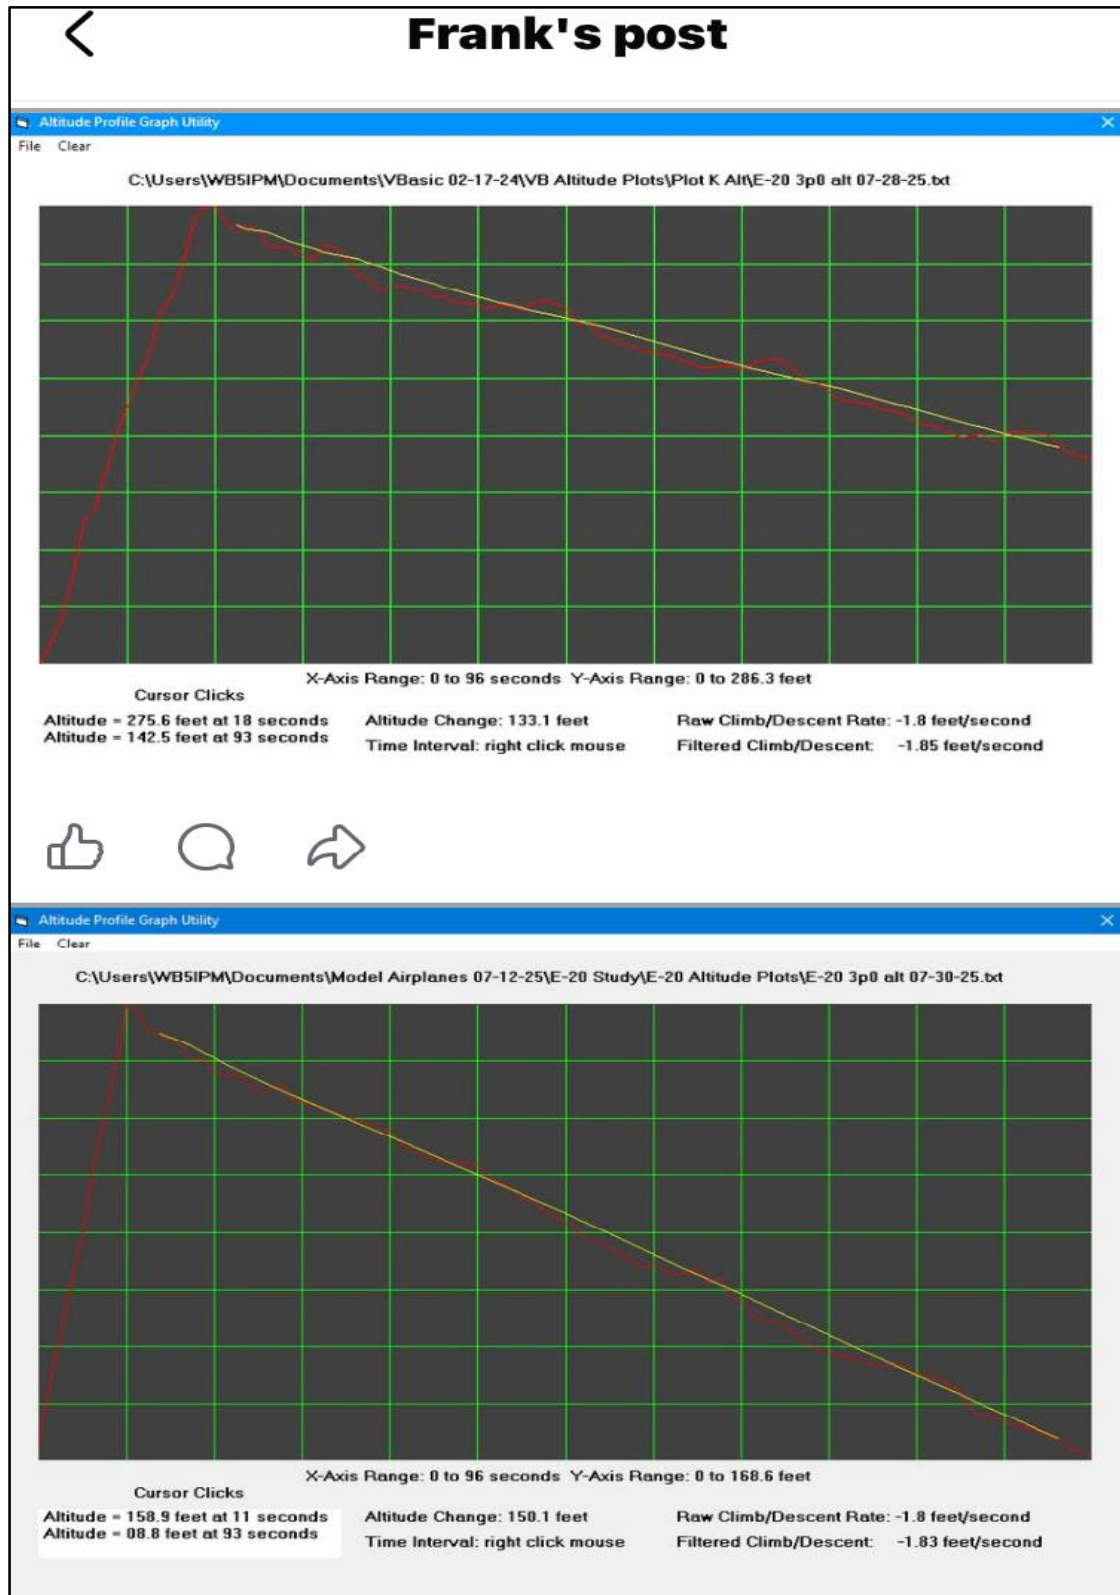 Frank's post
Altitude Profile Graph Utility
File Clear
C:\Users\WB5IPM\Documents\VBasic 02-17-24\VB Altitude Plots\Plot K Alt\E-20 3p0 alt 07-28-25.txt
X-Axis Range: 0 to 96 seconds Y-Axis Range: 0 to 286.3 feet
Cursor Clicks
Altitude = 275.6 feet at 18 seconds Altitude Change: 133.1 feet Raw Climb/Descent Rate: -1.8 feet/second
Altitude = 142.5 feet at 93 seconds Time Interval: right click mouse Filtered Climb/Descent: -1.85 feet/second
Altitude Profile Graph Utility
File Clear
C:\Users\WB5IPM\Documents\Model Airplanes 07-12-25\E-20 Study\E-20 Altitude Plots\E-20 3p0 alt 07-30-25.txt
X-Axis Range: 0 to 96 seconds Y-Axis Range: 0 to 168.6 feet
Cursor Clicks
Altitude = 158.9 feet at 11 seconds Altitude Change: 150.1 feet Raw Climb/Descent Rate: -1.8 feet/second
Altitude = 08.8 feet at 93 seconds Time Interval: right click mouse Filtered Climb/Descent: -1.83 feet/second